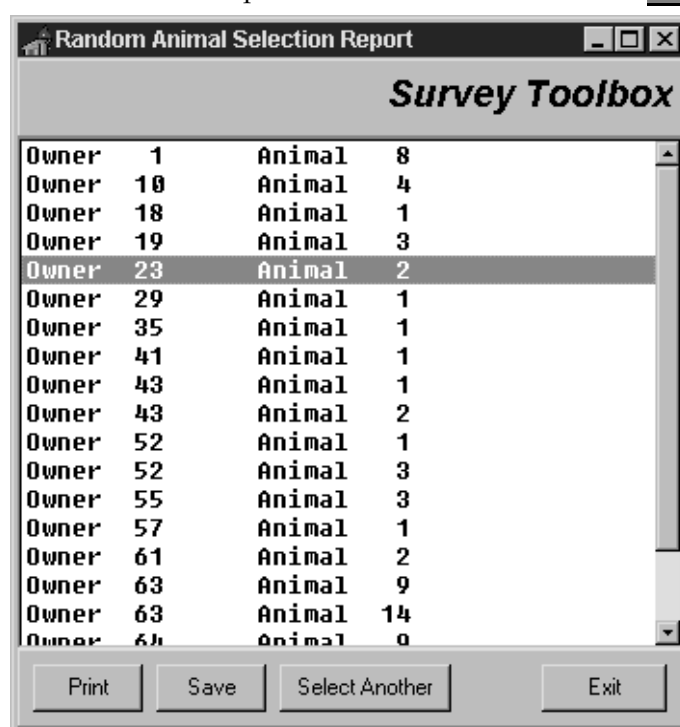 Random Animal Selection Report
Survey Toolbox
Owner 1 Animal 8
Owner 10 Animal 4
Owner 18 Animal 1
Owner 19 Animal 3
Owner 23 Animal 2
Owner 29 Animal 1
Owner 35 Animal 1
Owner 41 Animal 1
Owner 43 Animal 1
Owner 43 Animal 2
Owner 52 Animal 1
Owner 52 Animal 3
Owner 55 Animal 3
Owner 57 Animal 1
Owner 61 Animal 2
Owner 63 Animal 9
Owner 63 Animal 14
Owner 64 Animal 9
Print Save Select Another Exit